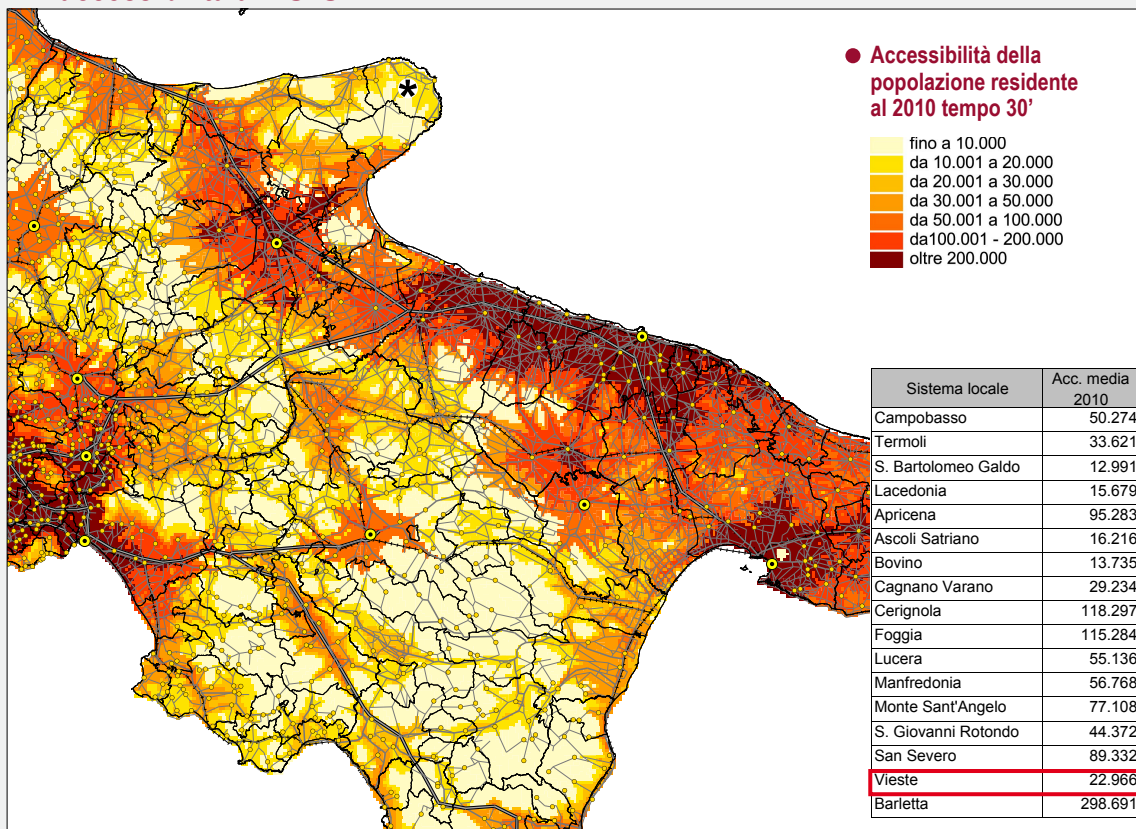 ● Accessibilità della
popolazione residente
al 2010 tempo 30’
fino a 10.000
da 10.001 a 20.000
da 20.001 a 30.000
da 30.001 a 50.000
da 50.001 a 100.000
da100.001 - 200.000
oltre 200.000
*
Sistema locale Acc. media 2010
Campobasso 50.274
Termoli 33.621
S. Bartolomeo Galdo 12.991
Lacedonia 15.679
Apricena 95.283
Ascoli Satriano 16.216
Bovino 13.735
Cagnano Varano 29.234
Cerignola 118.297
Foggia 115.284
Lucera 55.136
Manfredonia 56.768
Monte Sant'Angelo 77.108
S. Giovanni Rotondo 44.372
San Severo 89.332
Vieste 22.966
Barletta 298.691